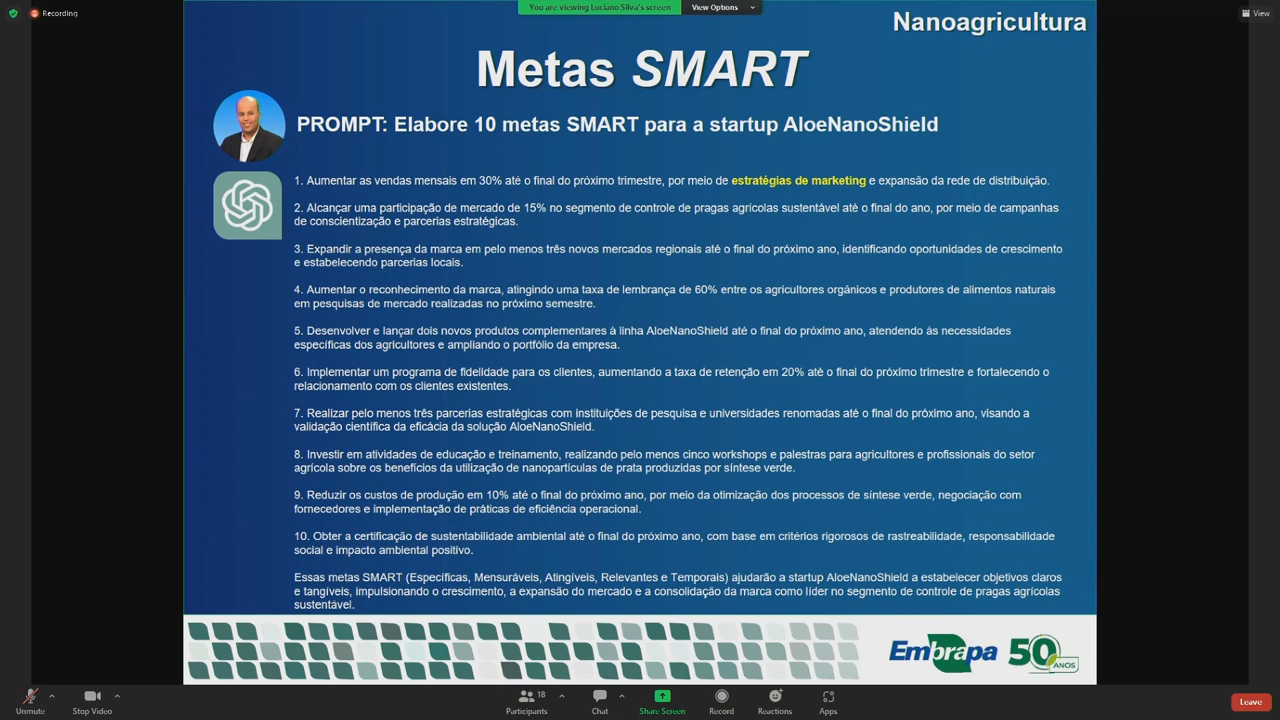 Recording
You are viewing Luciano Silva's screen
View Options
View
Nanoagricultura
Metas SMART
PROMPT: Elabore 10 metas SMART para a startup AloeNanoShield
1. Aumentar as vendas mensais em 30% até o final do próximo trimestre, por meio de estratégias de marketing e expansão da rede de distribuição.
2. Alcançar uma participação de mercado de 15% no segmento de controle de pragas agrícolas sustentável até o final do ano, por meio de campanhas
de conscientização e parcerias estratégicas.
3. Expandir a presença da marca em pelo menos três novos mercados regionais até o final do próximo ano, identificando oportunidades de crescimento
e estabelecendo parcerias locais.
4. Aumentar o reconhecimento da marca, atingindo uma taxa de lembrança de 60% entre os agricultores orgânicos e produtores de alimentos naturais
em pesquisas de mercado realizadas no próximo semestre.
5. Desenvolver e lançar dois novos produtos complementares à linha AloeNanoShield até o final do próximo ano, atendendo às necessidades
específicas dos agricultores e ampliando o portfólio da empresa.
6. Implementar um programa de fidelidade para os clientes, aumentando a taxa de retenção em 20% até o final do próximo trimestre e fortalecendo o
relacionamento com os clientes existentes.
7. Realizar pelo menos três parcerias estratégicas com instituições de pesquisa e universidades renomadas até o final do próximo ano, visando a
validação científica da eficácia da solução AloeNanoShield.
8. Investir em atividades de educação e treinamento, realizando pelo menos cinco workshops e palestras para agricultores e profissionais do setor
agrícola sobre os benefícios da utilização de nanopartículas de prata produzidas por síntese verde.
9. Reduzir os custos de produção em 10% até o final do próximo ano, por meio da otimização dos processos de síntese verde, negociação com
fornecedores e implementação de práticas de eficiência operacional.
10. Obter a certificação de sustentabilidade ambiental até o final do próximo ano, com base em critérios rigorosos de rastreabilidade, responsabilidade
social e impacto ambiental positivo.
Essas metas SMART (Específicas, Mensuráveis, Atingíveis, Relevantes e Temporais) ajudarão a startup AloeNanoShield a estabelecer objetivos claros
e tangíveis, impulsionando o crescimento, a expansão do mercado e a consolidação da marca como líder no segmento de controle de pragas agrícolas
sustentável.
Embrapa 50 ANOS
Unmute
Stop Video
Participants 18
Chat
Share Screen
Record
Reactions
Apps
Leave